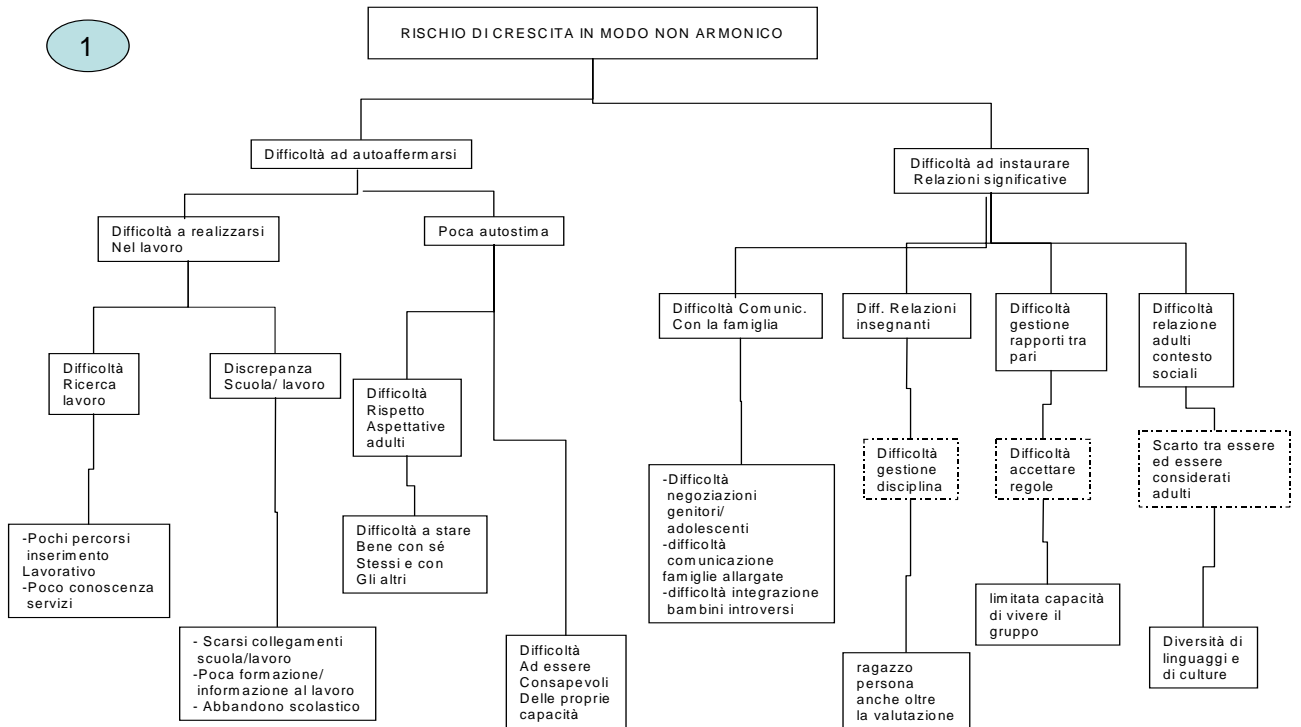 1
RISCHIO DI CRESCITA IN MODO NON ARMONICO
Difficoltà ad autoaffermarsi
Difficoltà ad instaurare
Relazioni significative
Difficoltà a realizzarsi
Nel lavoro
Poca autostima
Difficoltà Comunic.
Con la famiglia
Diff. Relazioni
insegnanti
Difficoltà
gestione
rapporti tra
pari
Difficoltà
relazione
adulti
contesto
sociali
Difficoltà
Ricerca
lavoro
Discrepanza
Scuola/ lavoro
Difficoltà
Rispetto
Aspettative
adulti
-Difficoltà
negoziazioni
genitori/
adolescenti
-difficoltà
comunicazione
famiglie allargate
-difficoltà integrazione
bambini introversi
Difficoltà
gestione
disciplina
Difficoltà
accettare
regole
Scarto tra essere
ed essere
considerati
adulti
-Pochi percorsi
inserimento
Lavorativo
-Poco conoscenza
servizi
Difficoltà a stare
Bene con sé
Stessi e con
Gli altri
limitata capacità
di vivere il
gruppo
- Scarsi collegamenti
scuola/lavoro
-Poca formazione/
informazione al lavoro
- Abbandono scolastico
Difficoltà
Ad essere
Consapevoli
Delle proprie
capacità
ragazzo
persona
anche oltre
la valutazione
Diversità di
linguaggi e
di culture